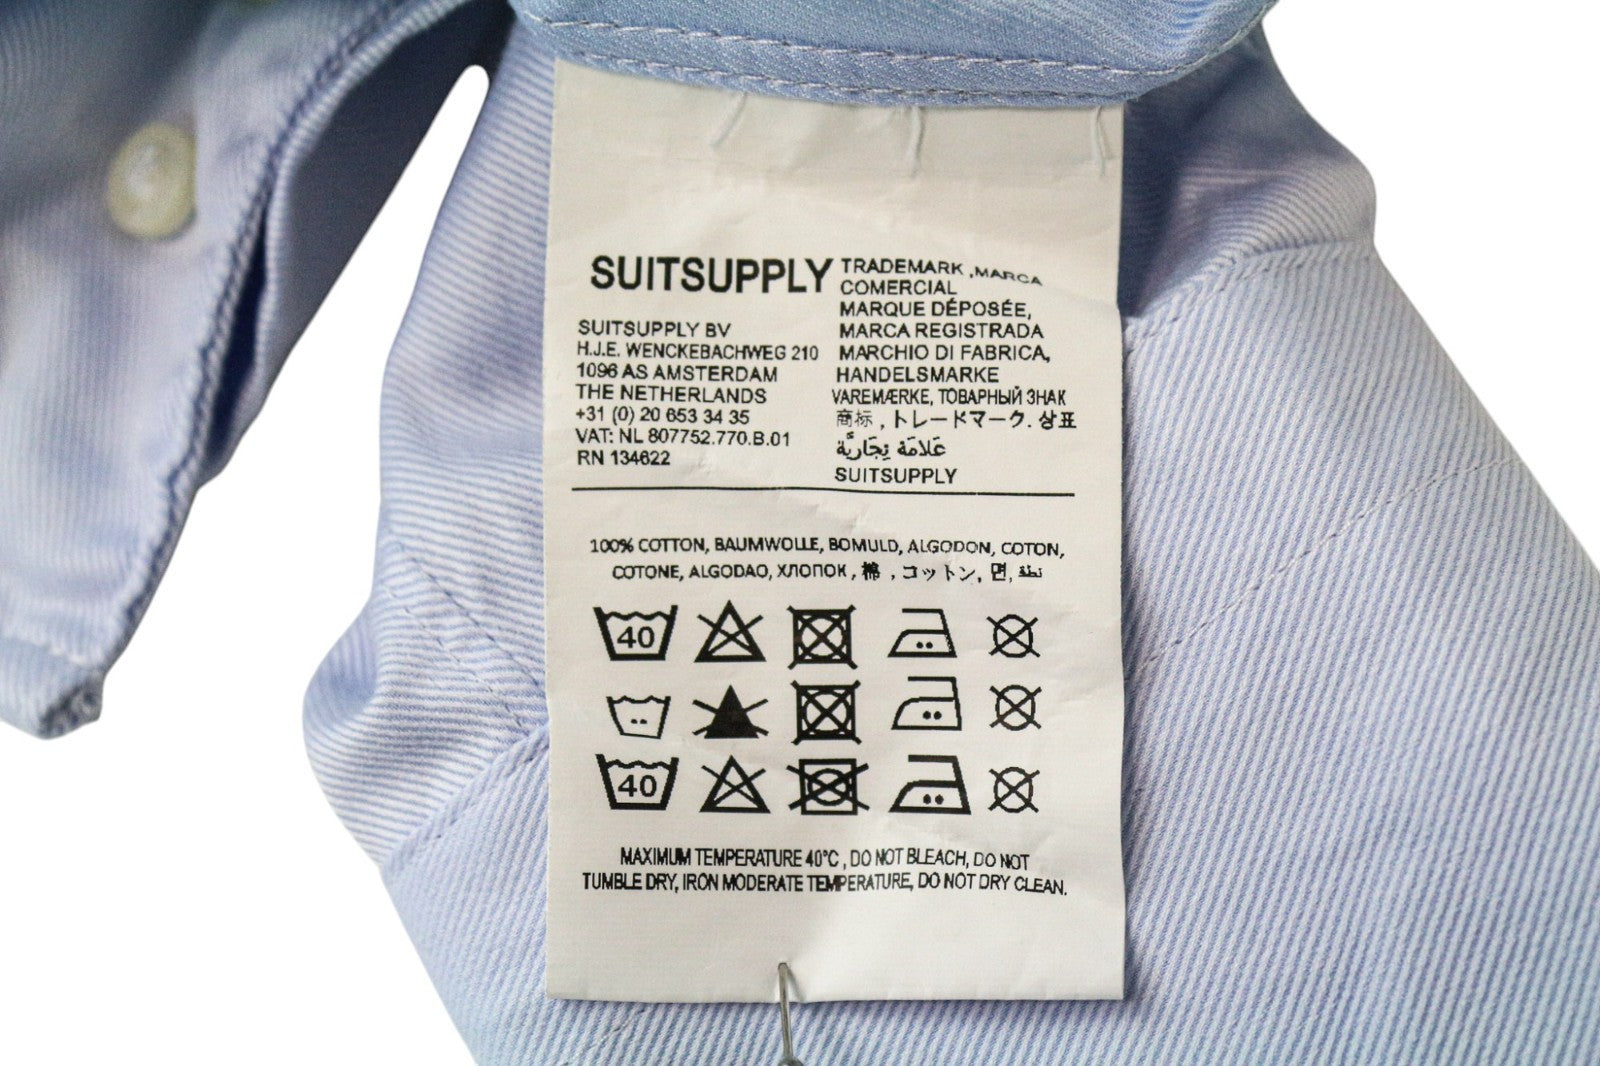 SUITSUPPLY
SUITSUPPLY BV
H.J.E. WENCKEBACHWEG 210
1096 AS AMSTERDAM
THE NETHERLANDS
+31 (0) 20 653 34 35
VAT: NL 807752.770.B.01
RN 134622
TRADEMARK ,MARCA
COMERCIAL
MARQUE DÉPOSÉE,
MARCA REGISTRADA
MARCHIO DI FABRICA,
HANDELSMARKE
VAREMÆRKE, ТОВАРНЫЙ ЗНАК
商标 , トレードマーク. 상표
عَلامَة تِجَاريَّة
SUITSUPPLY
100% COTTON, BAUMWOLLE, BOMULD, ALGODON, COTON,
COTONE, ALGODAO, ХЛОПОК , 棉 , コットン, 면,
40
40
MAXIMUM TEMPERATURE 40°C , DO NOT BLEACH, DO NOT
TUMBLE DRY, IRON MODERATE TEMPERATURE, DO NOT DRY CLEAN.